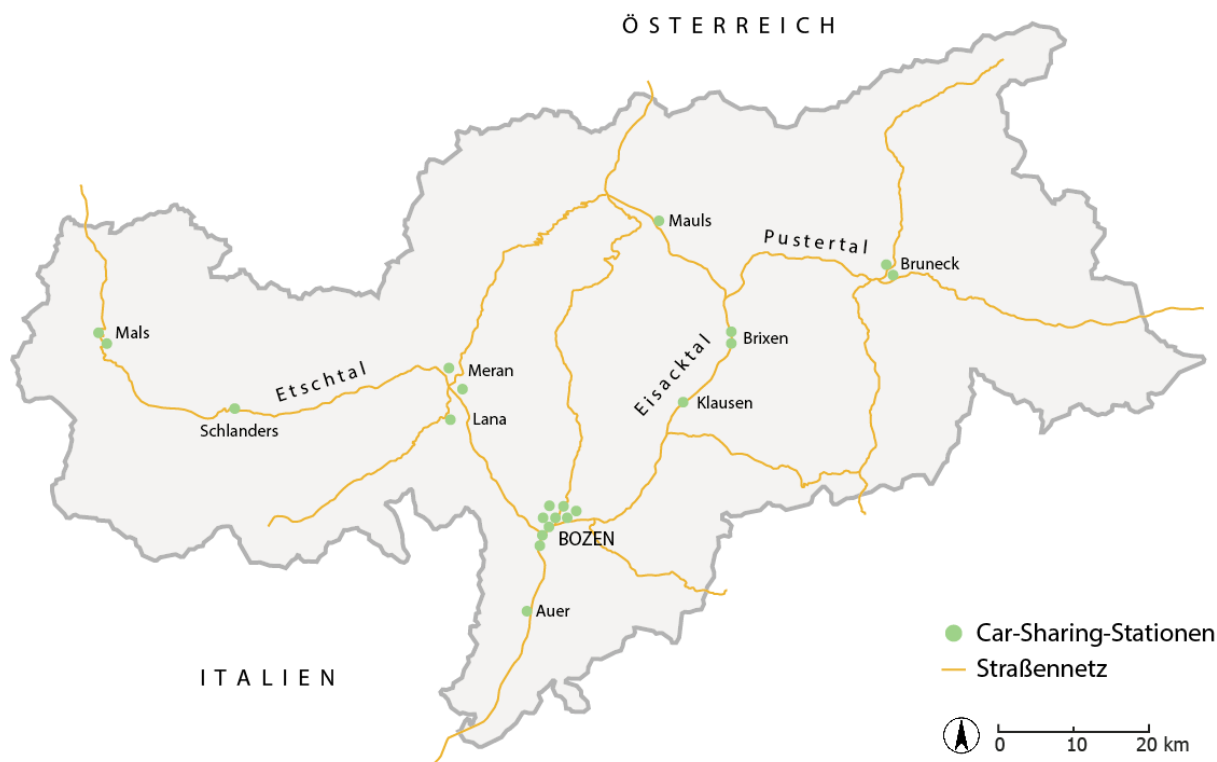 ÖSTERREICH
Mauls
Pustertal
Bruneck
Mals
Brixen
Etschtal
Meran
Eisacktal
Klausen
Lana
Schlanders
BOZEN
Auer
ITALIEN
Car-Sharing-Stationen
Straßennetz
0 10 20 km